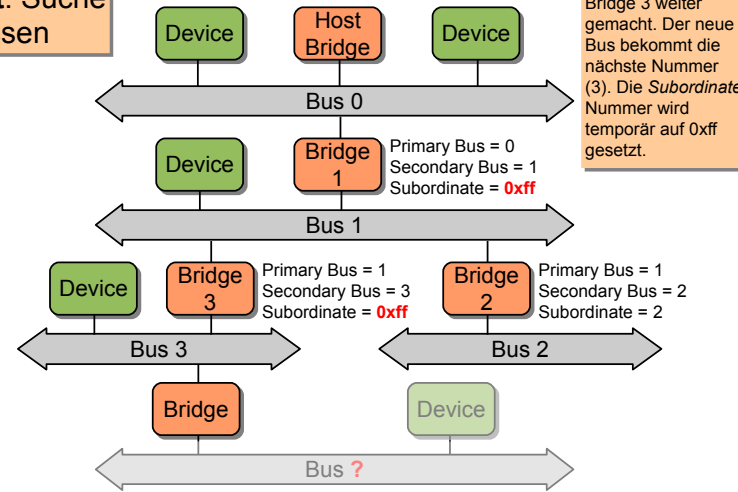 Suche
sen
Bridge 3 weiter
gemacht. Der neue
Bus bekommt die
nächste Nummer
(3). Die Subordinate
Nummer wird
temporär auf 0xff
gesetzt.
Device
Host
Bridge
Device
Bus 0
Device
Bridge
1
Primary Bus = 0
Secondary Bus = 1
Subordinate = 0xff
Bus 1
Device
Bridge
3
Primary Bus = 1
Secondary Bus = 3
Subordinate = 0xff
Bridge
2
Primary Bus = 1
Secondary Bus = 2
Subordinate = 2
Bus 3
Bus 2
Bridge
Device
Bus ?